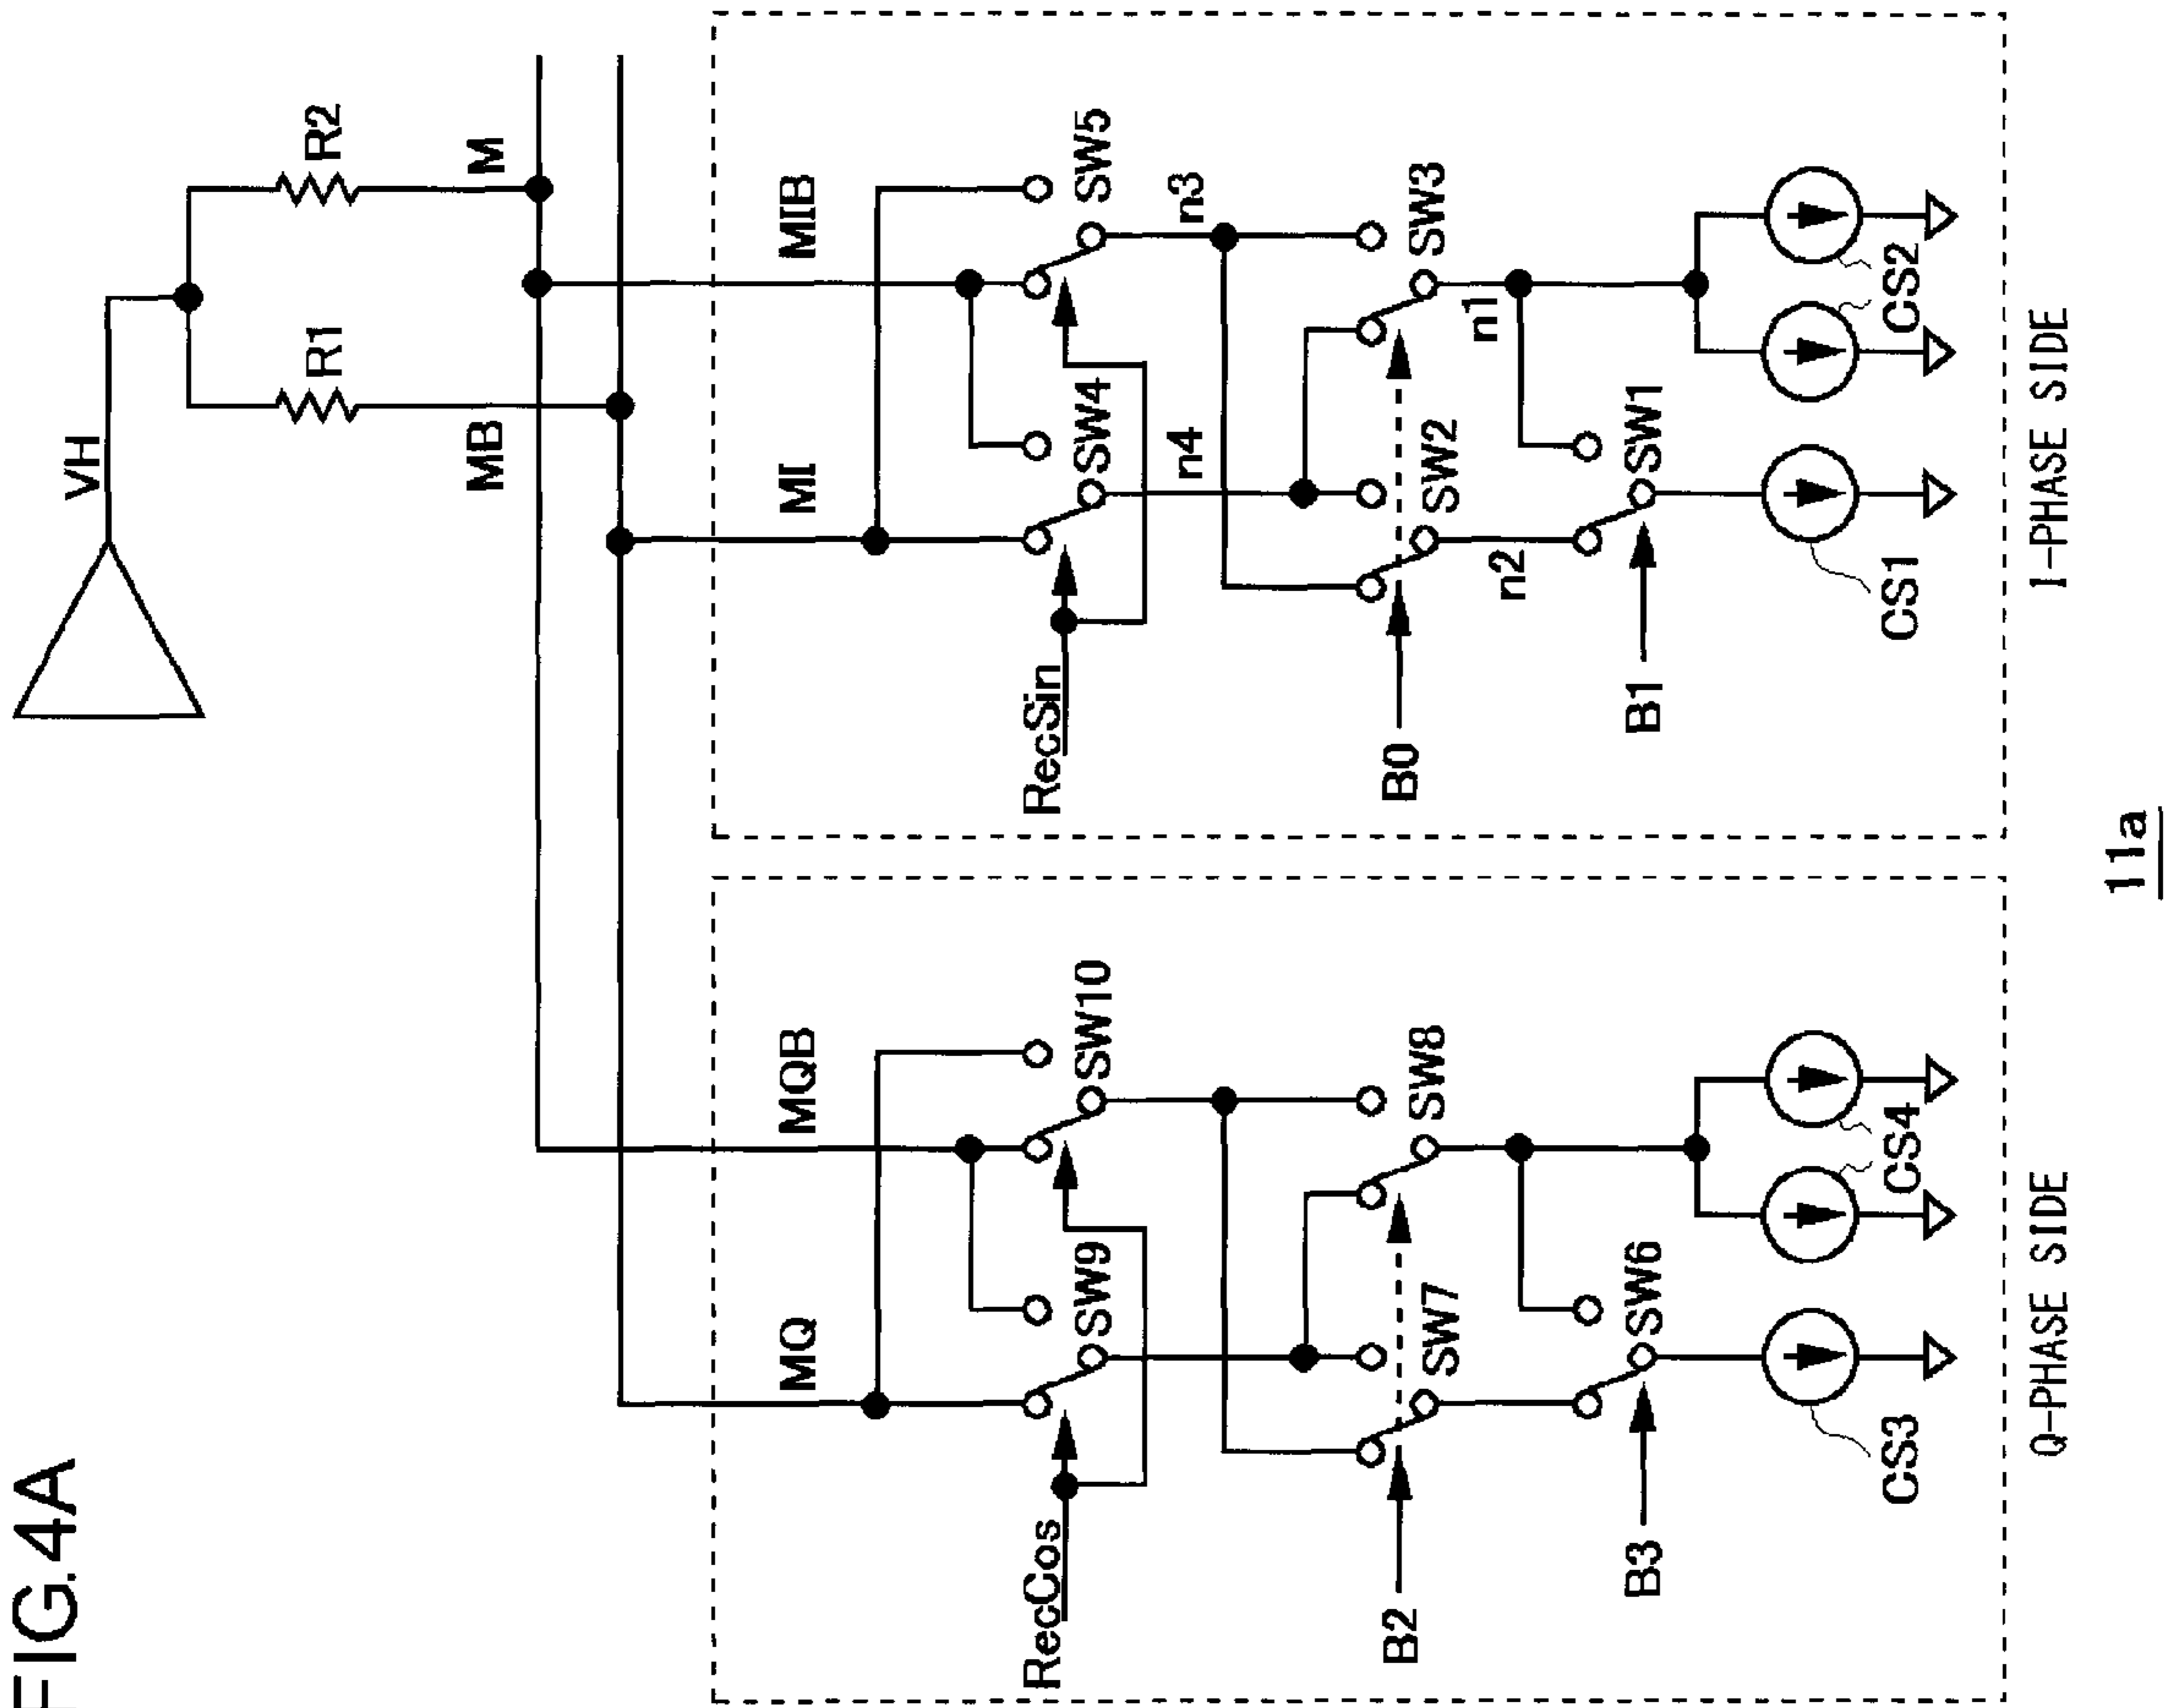 FIG.4A
VH
R1
R2
MB
M
MQ
MQB
MI
MIB
RecCos
SW9
SW10
RecSin
SW4
SW5
n4
n3
B2
SW7
SW8
B0
SW2
SW3
n2
n1
B3
SW6
B1
SW1
CS3
CS4
CS1
CS2
Q-PHASE SIDE
I-PHASE SIDE
11a